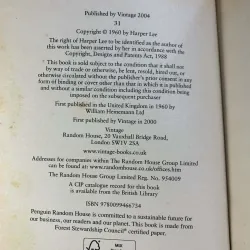 Published by Vintage 2004
31
Copyright © 1960 by Harper Lee
The right of Harper Lee to be identified as the author of
this work has been asserted by her in accordance with the
Copyright, Designs and Patents Act, 1988
This book is sold subject to the condition that it shall not
by way of trade or otherwise, be lent, resold, hired out, or
otherwise circulated without the publisher's prior consent in any
form of binding or cover other than that in which it is published
and without a similar condition including this condition being
imposed on the subsequent purchaser
First published in the United Kingdom in 1960 by
William Heinemann Ltd
First published by Vintage in 2000
Vintage
Random House, 20 Vauxhall Bridge Road,
London SW1V 2SA
www.vintage-books.co.uk
Addresses for companies within The Random House Group Limited
can be found at: www.randomhouse.co.uk/offices.htm
The Random House Group Limited Reg. No. 954009
A CIP catalogue record for this book
is available from the British Library
ISBN 9780099466734
Penguin Random House is committed to a sustainable future
for our business, our readers and our planet. This book is made from
Forest Stewardship Council® certified paper.
MIX
FSC